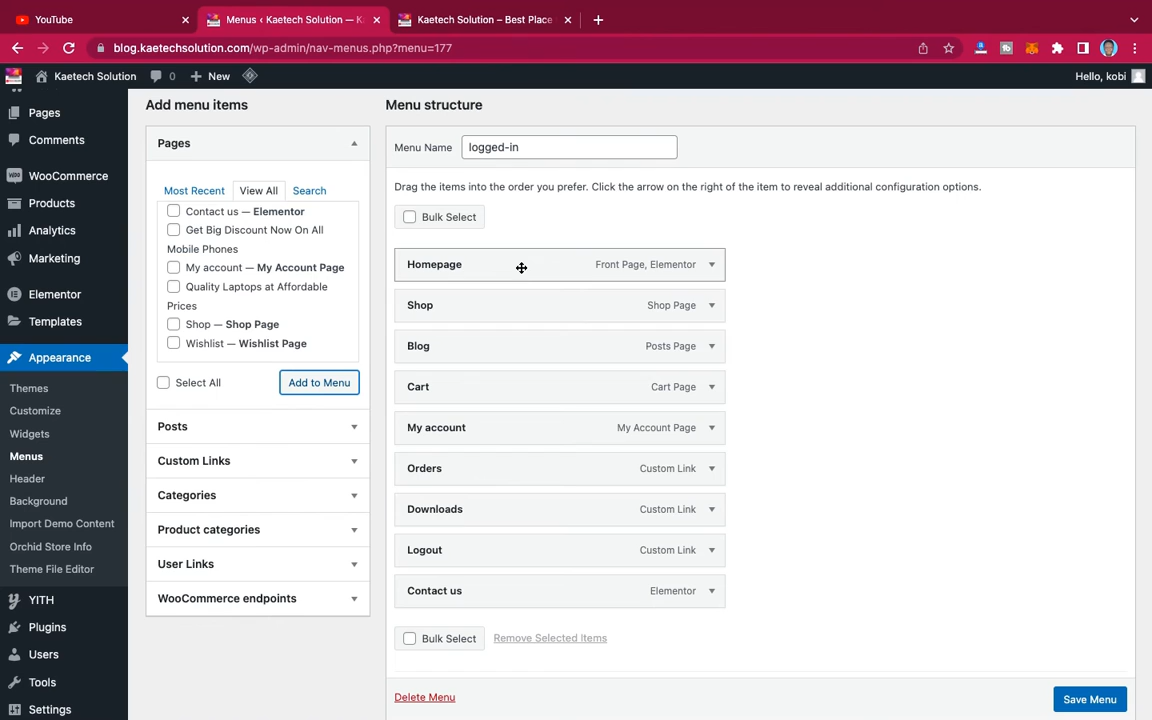 YouTube
Menus ‹ Kaetech Solution — K
Kaetech Solution – Best Place
blog.kaetechsolution.com/wp-admin/nav-menus.php?menu=177
Kaetech Solution
0
New
Hello, kobi
Pages
Comments
WooCommerce
Products
Analytics
Marketing
Elementor
Templates
Appearance
Themes
Customize
Widgets
Menus
Header
Background
Import Demo Content
Orchid Store Info
Theme File Editor
YITH
Plugins
Users
Tools
Settings
Add menu items
Pages
Most Recent
View All
Search
Contact us — Elementor
Get Big Discount Now On All
Mobile Phones
My account — My Account Page
Quality Laptops at Affordable
Prices
Shop — Shop Page
Wishlist — Wishlist Page
Select All
Add to Menu
Posts
Custom Links
Categories
Product categories
User Links
WooCommerce endpoints
Menu structure
Menu Name
logged-in
Drag the items into the order you prefer. Click the arrow on the right of the item to reveal additional configuration options.
Bulk Select
Homepage Front Page, Elementor
Shop Shop Page
Blog Posts Page
Cart Cart Page
My account My Account Page
Orders Custom Link
Downloads Custom Link
Logout Custom Link
Contact us Elementor
Bulk Select
Remove Selected Items
Delete Menu
Save Menu